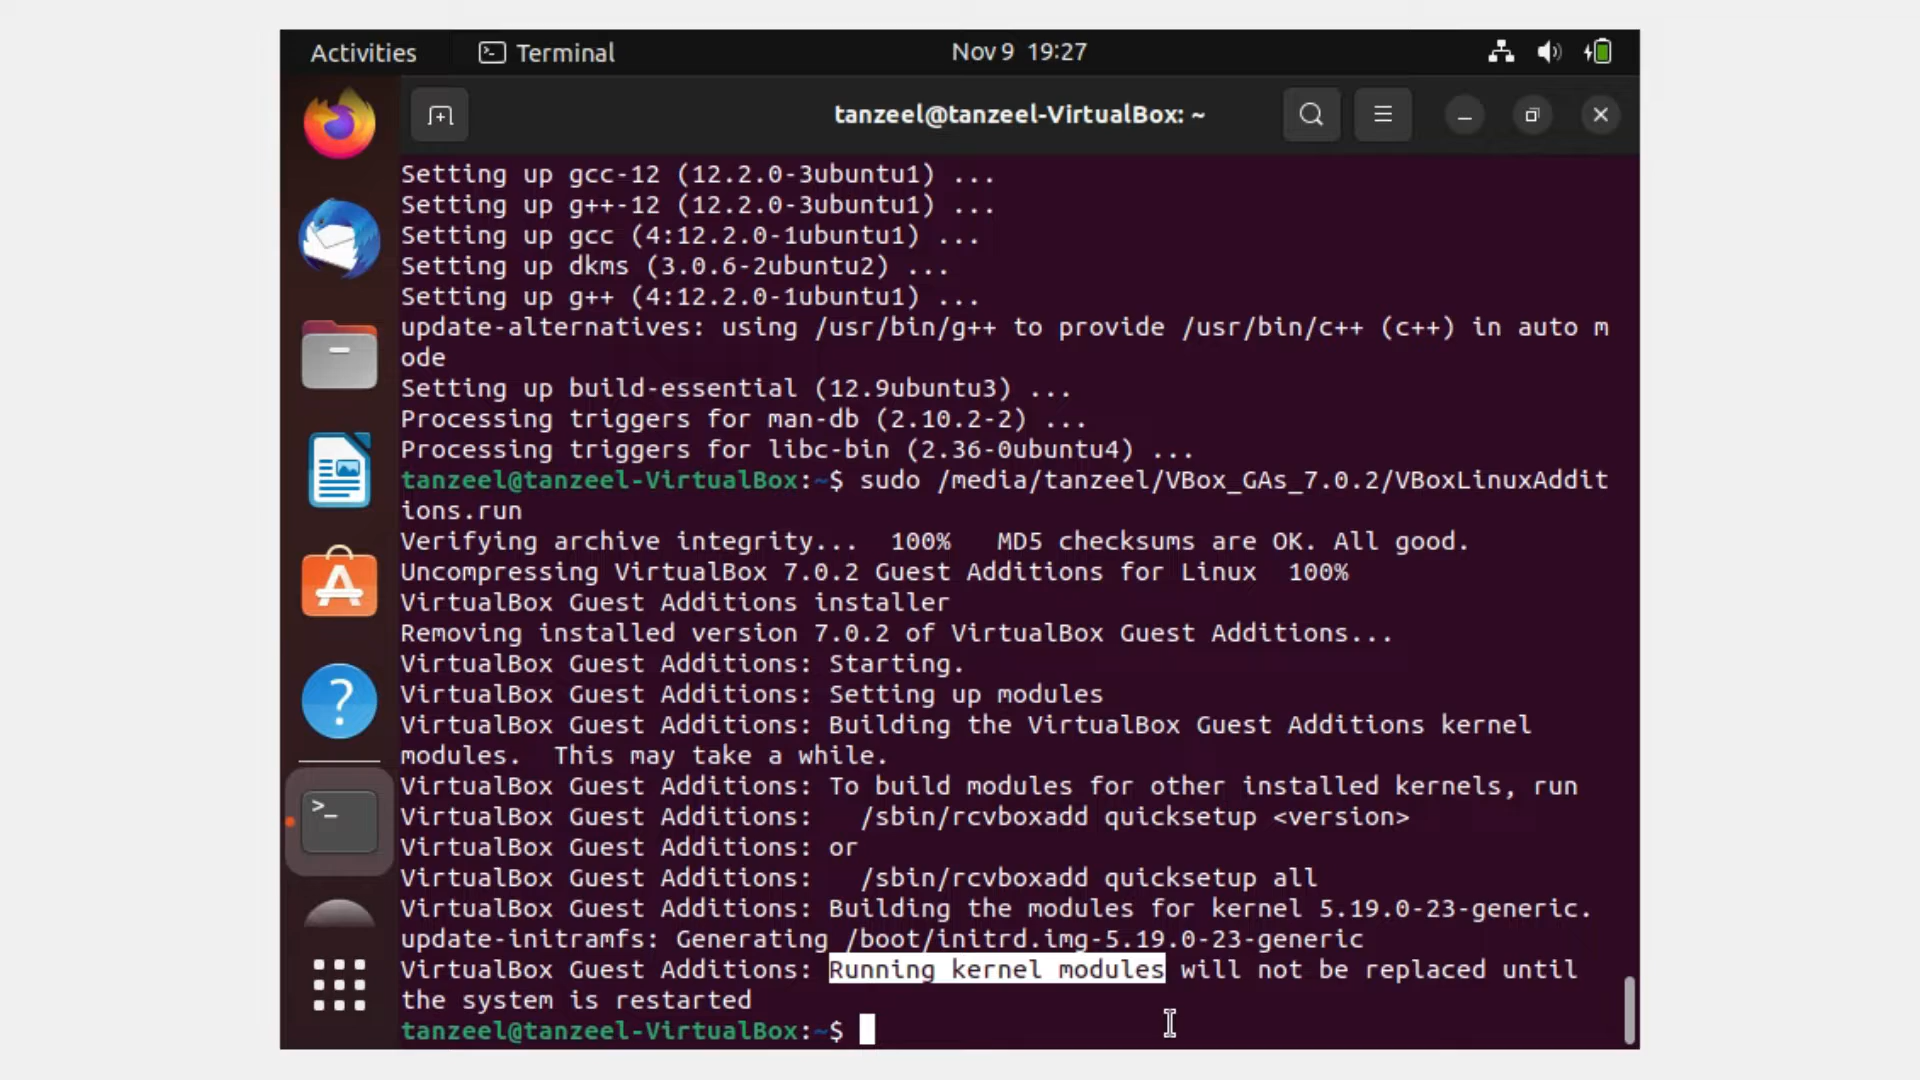 Activities Terminal Nov 9 19:27
tanzeel@tanzeel-VirtualBox: ~
Setting up gcc-12 (12.2.0-3ubuntu1) ...
Setting up g++-12 (12.2.0-3ubuntu1) ...
Setting up gcc (4:12.2.0-1ubuntu1) ...
Setting up dkms (3.0.6-2ubuntu2) ...
Setting up g++ (4:12.2.0-1ubuntu1) ...
update-alternatives: using /usr/bin/g++ to provide /usr/bin/c++ (c++) in auto m
ode
Setting up build-essential (12.9ubuntu3) ...
Processing triggers for man-db (2.10.2-2) ...
Processing triggers for libc-bin (2.36-0ubuntu4) ...
tanzeel@tanzeel-VirtualBox:~$ sudo /media/tanzeel/VBox_GAs_7.0.2/VBoxLinuxAddit
ions.run
Verifying archive integrity...  100%   MD5 checksums are OK. All good.
Uncompressing VirtualBox 7.0.2 Guest Additions for Linux  100%
VirtualBox Guest Additions installer
Removing installed version 7.0.2 of VirtualBox Guest Additions...
VirtualBox Guest Additions: Starting.
VirtualBox Guest Additions: Setting up modules
VirtualBox Guest Additions: Building the VirtualBox Guest Additions kernel
modules.  This may take a while.
VirtualBox Guest Additions: To build modules for other installed kernels, run
VirtualBox Guest Additions:   /sbin/rcvboxadd quicksetup <version>
VirtualBox Guest Additions: or
VirtualBox Guest Additions:   /sbin/rcvboxadd quicksetup all
VirtualBox Guest Additions: Building the modules for kernel 5.19.0-23-generic.
update-initramfs: Generating /boot/initrd.img-5.19.0-23-generic
VirtualBox Guest Additions: Running kernel modules will not be replaced until
the system is restarted
tanzeel@tanzeel-VirtualBox:~$